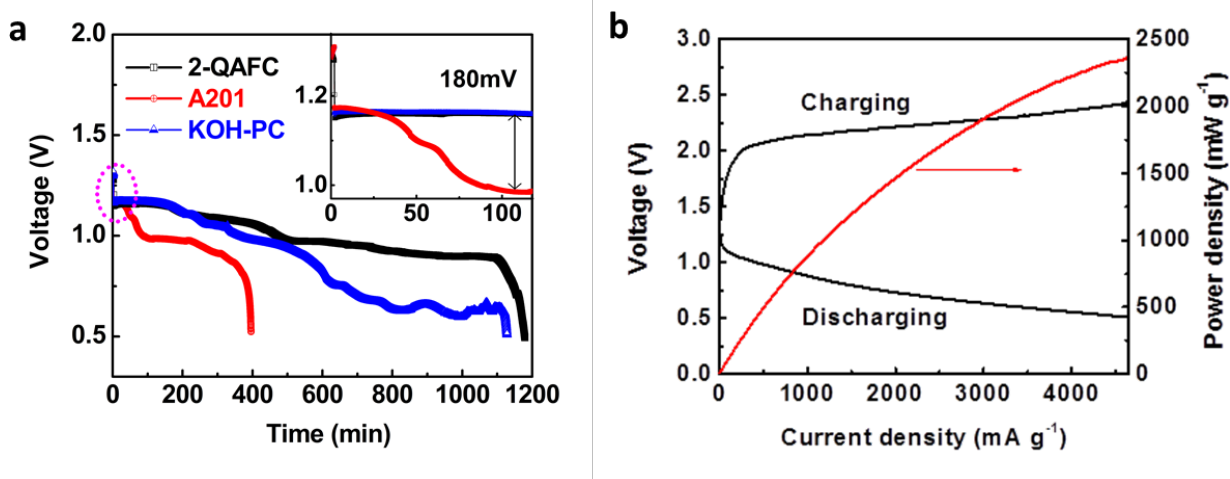 a
2.0
1.5
1.0
0.5
Voltage (V)
0 200 400 600 800 1000 1200
Time (min)
2-QAFC
A201
KOH-PC
1.2
1.0
0 50 100
180mV
b
3.0
2.5
2.0
1.5
1.0
0.5
0.0
Voltage (V)
Charging
Discharging
0 1000 2000 3000 4000
Current density (mA g⁻¹)
2500
2000
1500
1000
500
0
Power density (mW g⁻¹)